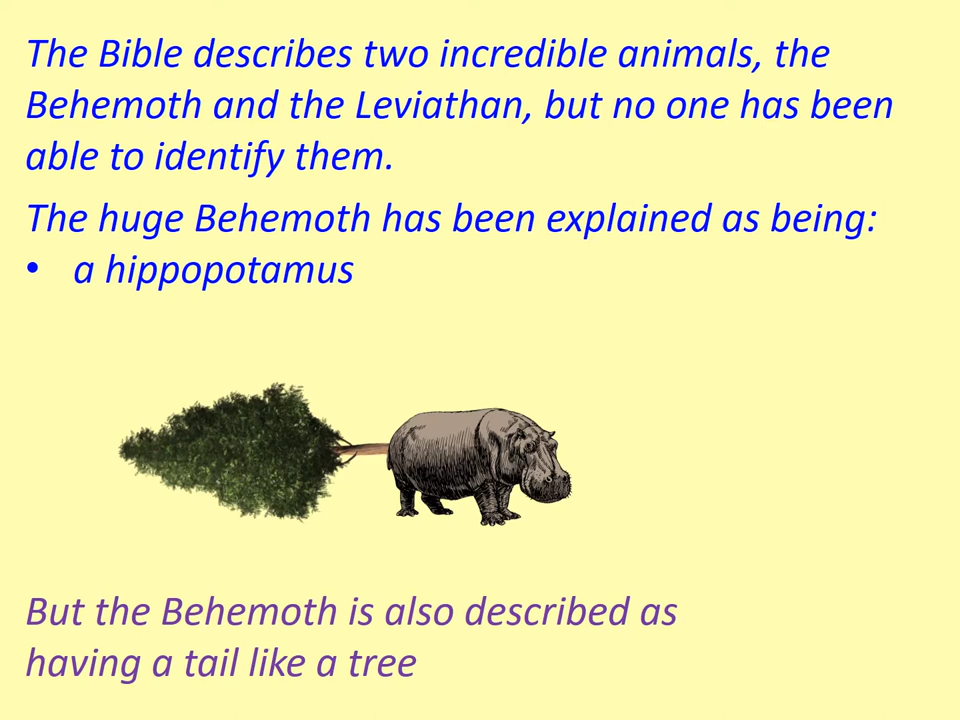 The Bible describes two incredible animals, the
Behemoth and the Leviathan, but no one has been
able to identify them.
The huge Behemoth has been explained as being:
• a hippopotamus
But the Behemoth is also described as
having a tail like a tree